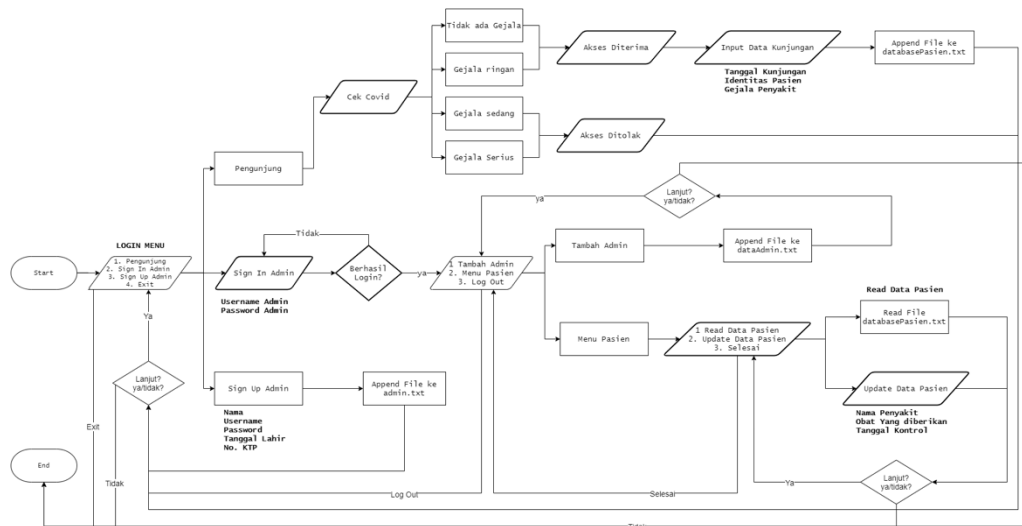 Tidak ada Gejala
Gejala ringan
Gejala sedang
Gejala Serius
Cek Covid
Akses Diterima
Akses Ditolak
Input Data Kunjungan
Tanggal Kunjungan
Identitas Pasien
Gejala Penyakit
Append File ke
databasePasien.txt
Pengunjung
LOGIN MENU
Start
1. Pengunjung
2. Sign In Admin
3. Sign Up Admin
4. Exit
Tidak
Sign In Admin
Username Admin
Password Admin
Berhasil
Login?
ya
1 Tambah Admin
2. Menu Pasien
3. Log Out
ya
Lanjut?
ya/tidak?
Tambah Admin
Append File ke
dataAdmin.txt
Menu Pasien
1 Read Data Pasien
2. Update Data Pasien
3. Selesai
Read Data Pasien
Read File
databasePasien.txt
Update Data Pasien
Nama Penyakit
Obat Yang diberikan
Tanggal Kontrol
Ya
Lanjut?
ya/tidak?
Sign Up Admin
Nama
Username
Password
Tanggal Lahir
No. KTP
Append File ke
admin.txt
Exit
End
Tidak
Log Out
Selesai
Ya
Lanjut?
ya/tidak?
Tidak